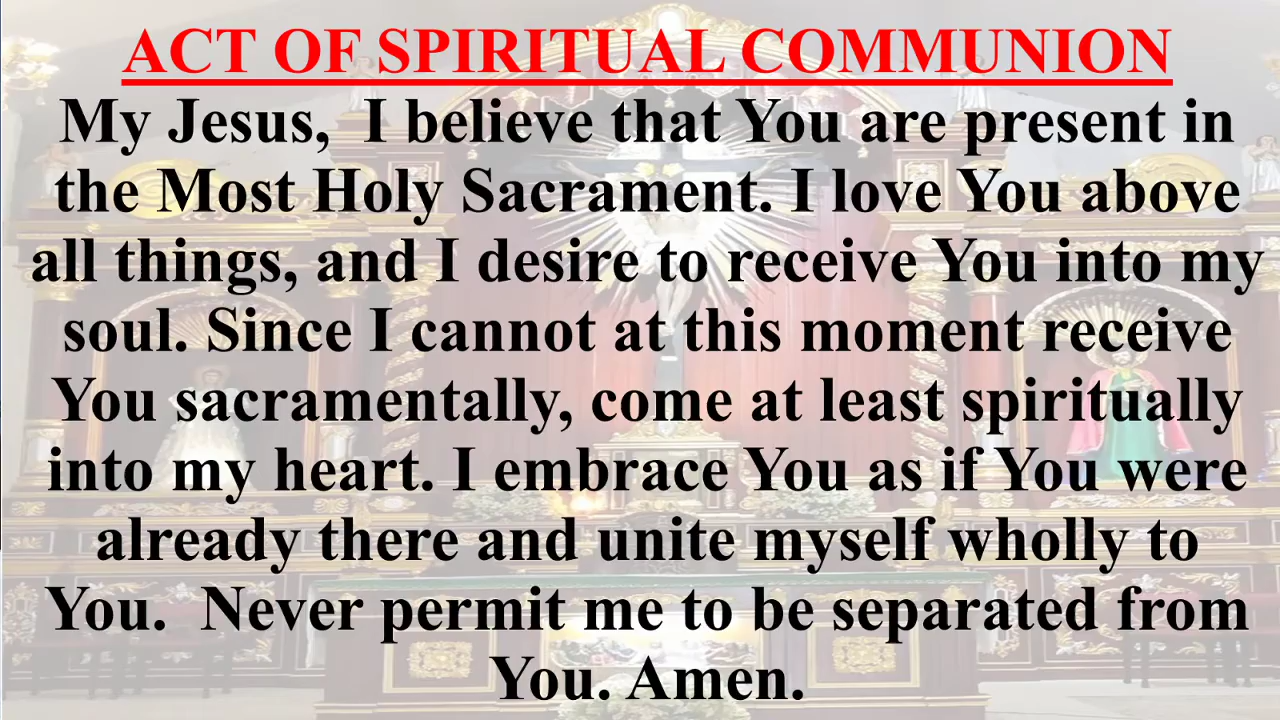 ACT OF SPIRITUAL COMMUNION
My Jesus,  I believe that You are present in
the Most Holy Sacrament. I love You above
all things, and I desire to receive You into my
soul. Since I cannot at this moment receive
You sacramentally, come at least spiritually
into my heart. I embrace You as if You were
already there and unite myself wholly to
You.  Never permit me to be separated from
You. Amen.